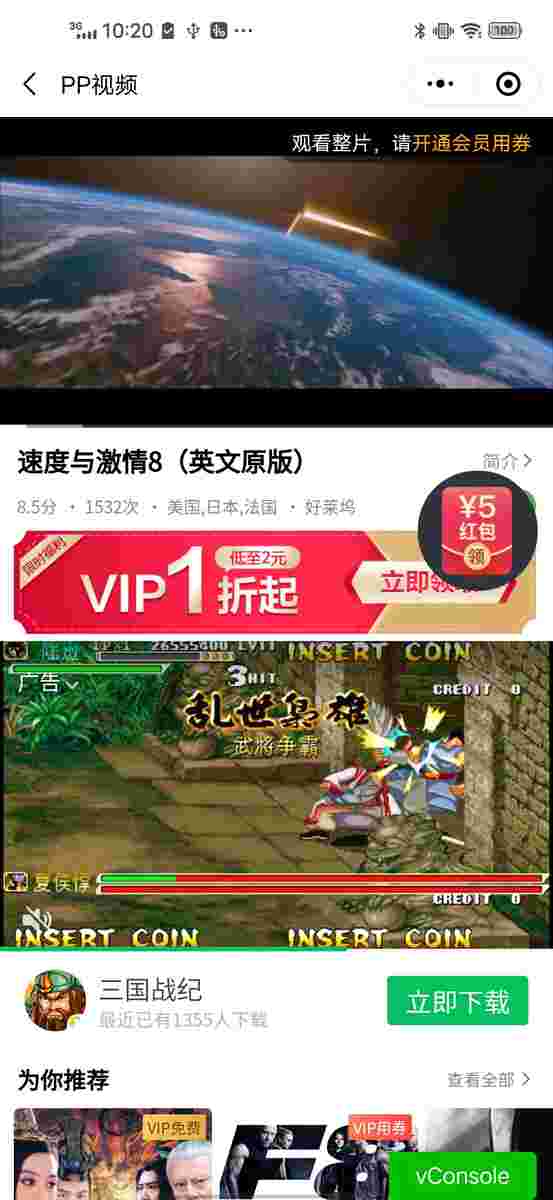 3G 10:20 100
PP视频
观看整片，请开通会员用券
速度与激情8（英文原版）
简介
8.5分 · 1532次 · 美国,日本,法国 · 好莱坞
¥5
红包
领
限时福利
VIP1折起
低至2元
立即领
INSERT COIN
广告
3HIT
CREDIT 0
乱世枭雄
武將争霸
夏侯惇
CREDIT 0
INSERT COIN INSERT COIN
三国战纪
最近已有1355人下载
立即下载
为你推荐
查看全部
VIP免费
VIP用券
F8
vConsole